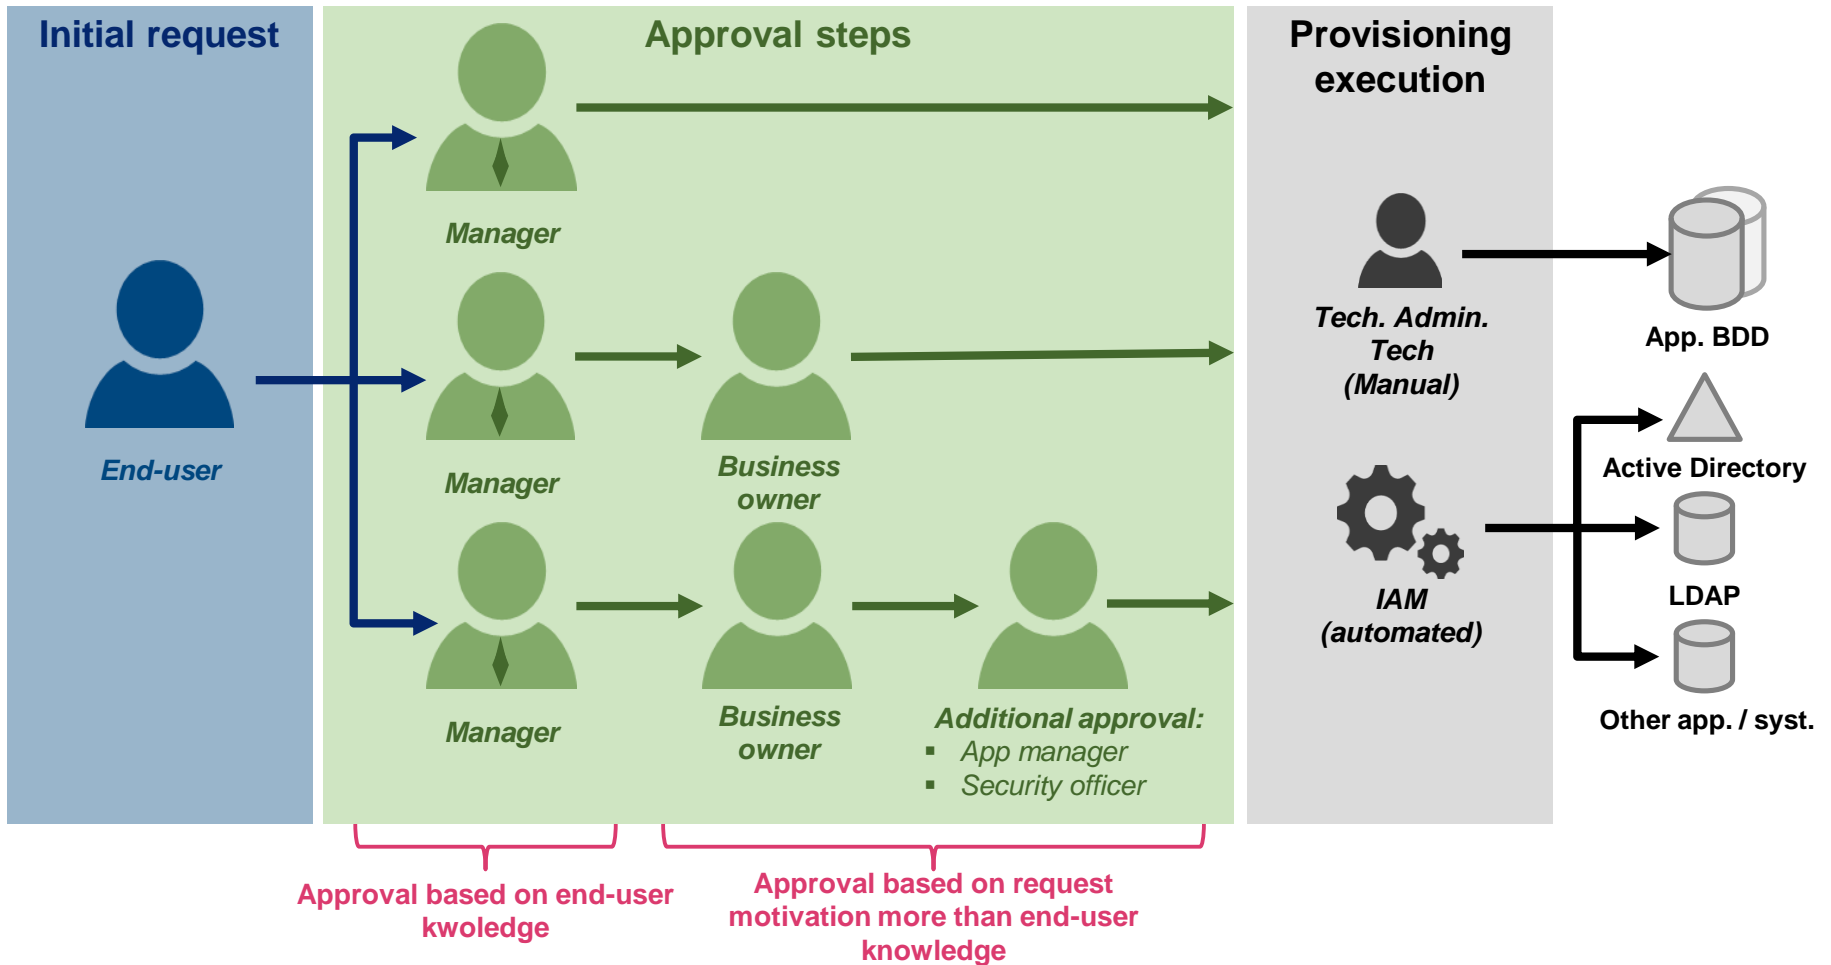 Initial request
Approval steps
Provisioning
execution
End-user
Manager
Manager
Business
owner
Manager
Business
owner
Additional approval:
▪ App manager
▪ Security officer
Tech. Admin.
Tech
(Manual)
IAM
(automated)
App. BDD
Active Directory
LDAP
Other app. / syst.
Approval based on end-user
kwoledge
Approval based on request
motivation more than end-user
knowledge